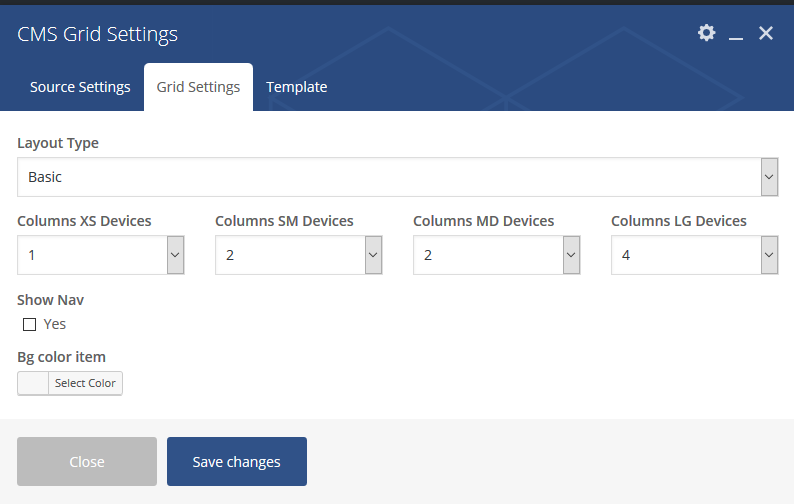 CMS Grid Settings
Source Settings Grid Settings Template
Layout Type
Basic
Columns XS Devices Columns SM Devices Columns MD Devices Columns LG Devices
1 2 2 4
Show Nav
Yes
Bg color item
Select Color
Close Save changes